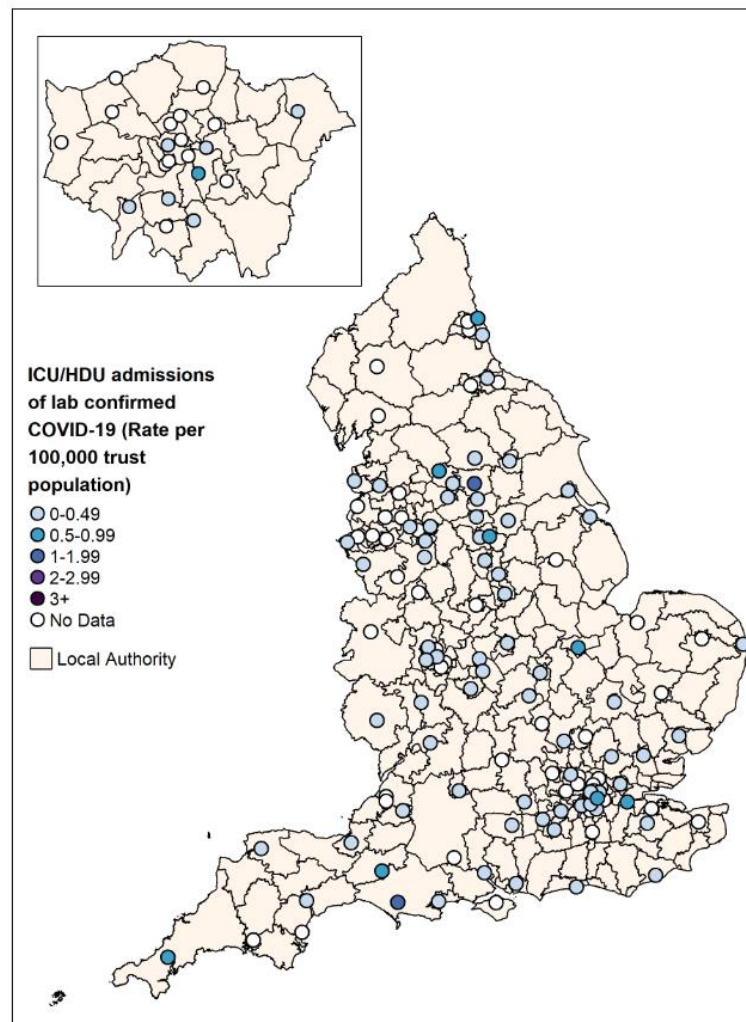 ICU/HDU admissions
of lab confirmed
COVID-19 (Rate per
100,000 trust
population)
0-0.49
0.5-0.99
1-1.99
2-2.99
3+
No Data
Local Authority